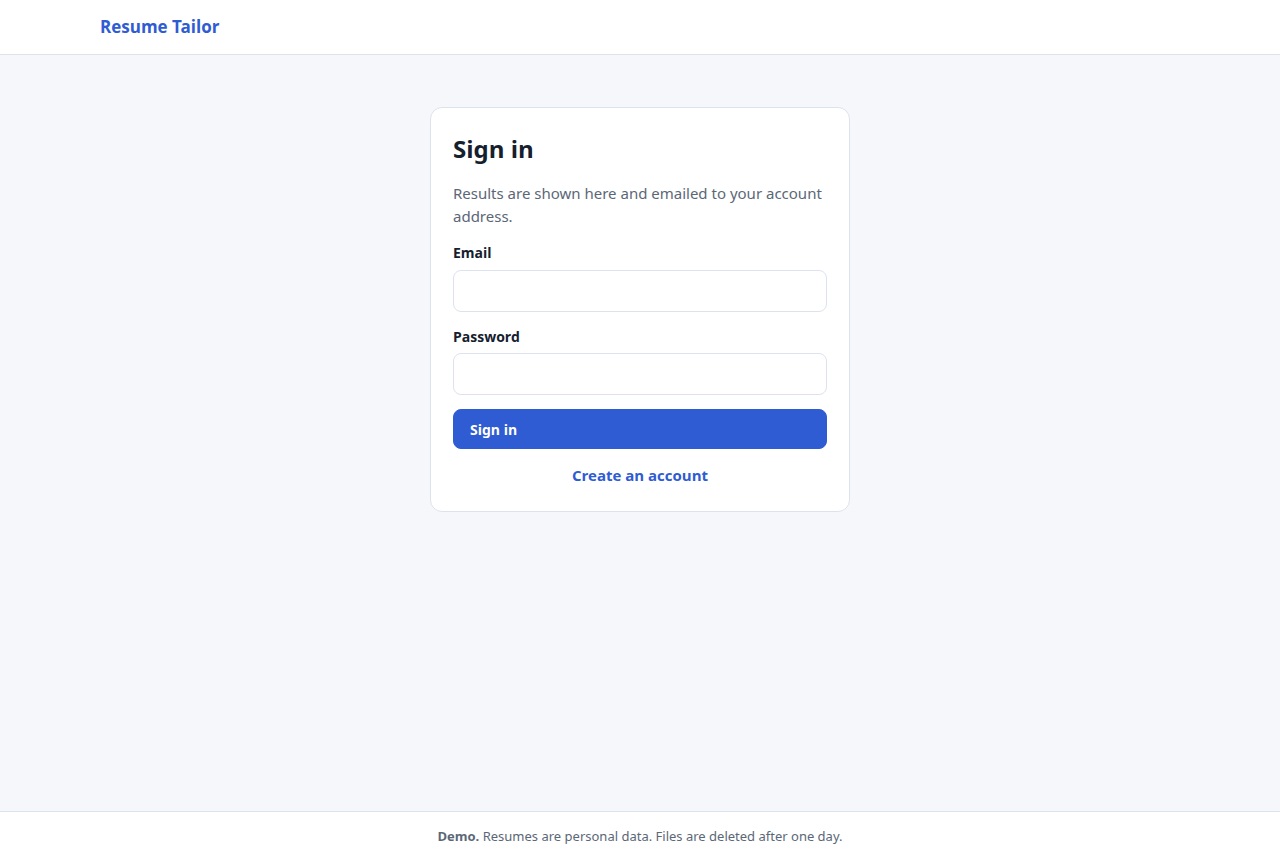 Resume Tailor
Sign in
Results are shown here and emailed to your account
address.
Email
Password
Sign in
Create an account
Demo. Resumes are personal data. Files are deleted after one day.